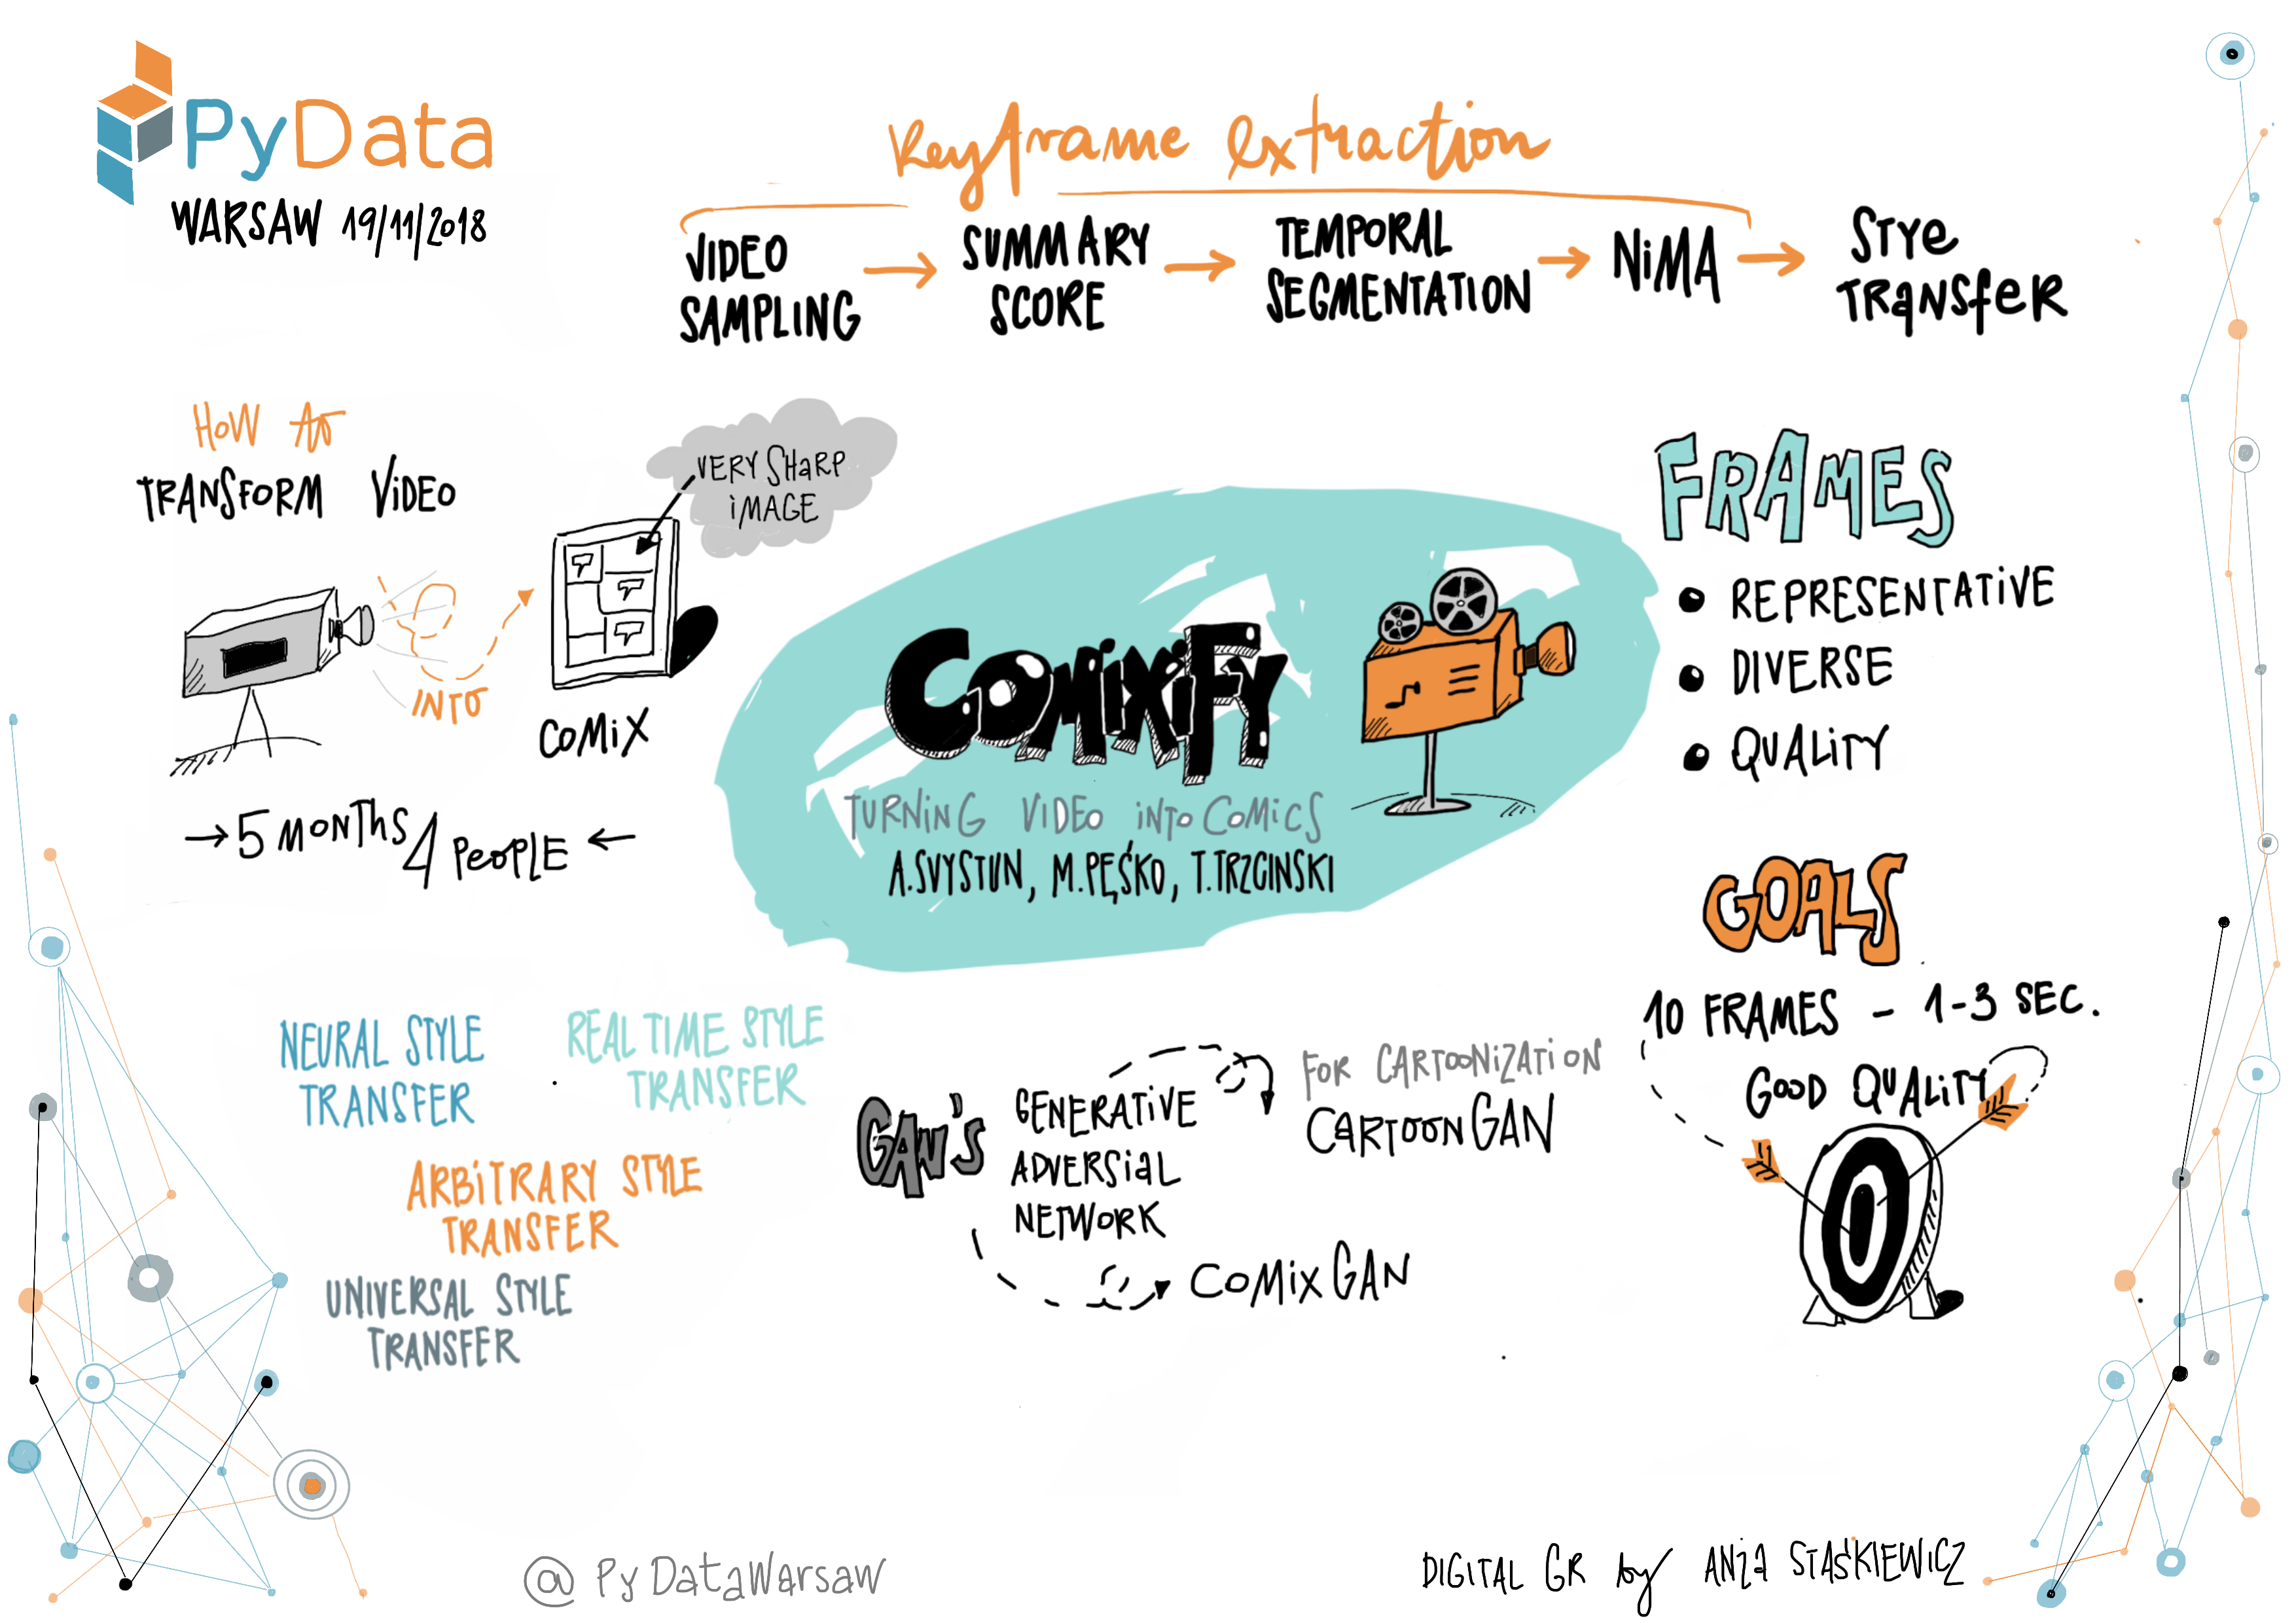 PyData
WARSAW 19/11/2018
Keyframe extraction
VIDEO
SAMPLING
SUMMARY
SCORE
TEMPORAL
SEGMENTATION
NiMA
STYe
TRANSfeR
HOW TO
TRANSFORM ViDEO
INTO
COMiX
VERY SHaRP
iMAGE
5 MONThS 4 PeoPLE
COMiXiFY
TURNiNG ViDEO iNTo COMiCS
A.SVYSTUN, M.PĘŚKO, T.TRZCINSKI
FRAMES
REPRESENTATiVE
DIVERSE
QUALiTY
GOALS
10 FRAMES - 1-3 SEC.
GOOD QUALiTY
NEURAL STYLE
TRANSFER
REAL TIME STYLE
TRANSFER
ARBiTRARY STYLE
TRANSFER
UNIVERSAL STYLE
TRANSFER
GAN'S
GENERATiVE
ADVERSiAL
NETWORK
FOR CARTOONiZATiON
CARTOON GAN
COMiX GAN
@PyDataWarsaw
DIGITAL GR by ANIA STAŚKIEWICZ